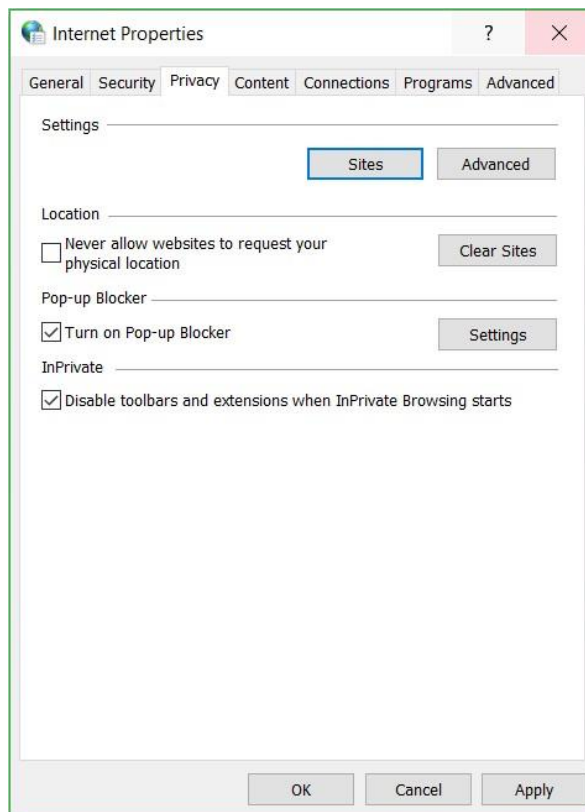 Internet Properties
?
General Security Privacy Content Connections Programs Advanced
Settings
Sites Advanced
Location
Never allow websites to request your
physical location
Clear Sites
Pop-up Blocker
Turn on Pop-up Blocker
Settings
InPrivate
Disable toolbars and extensions when InPrivate Browsing starts
OK Cancel Apply